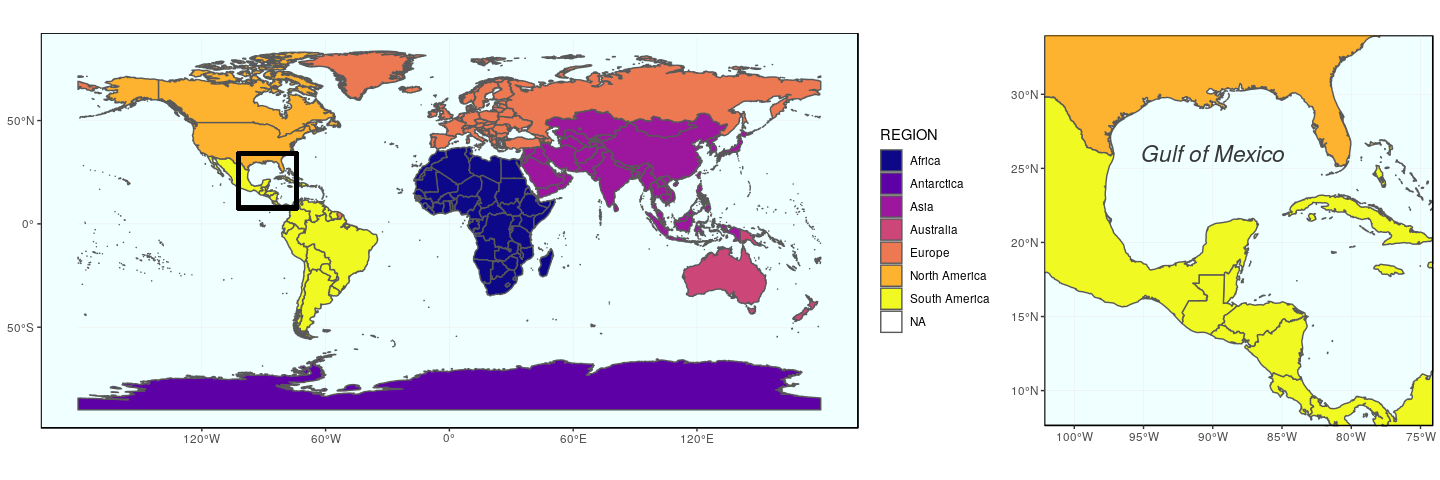 50°N
0°
50°S
120°W 60°W 0° 60°E 120°E
REGION
Africa
Antarctica
Asia
Australia
Europe
North America
South America
NA
Gulf of Mexico
30°N
25°N
20°N
15°N
10°N
100°W 95°W 90°W 85°W 80°W 75°W